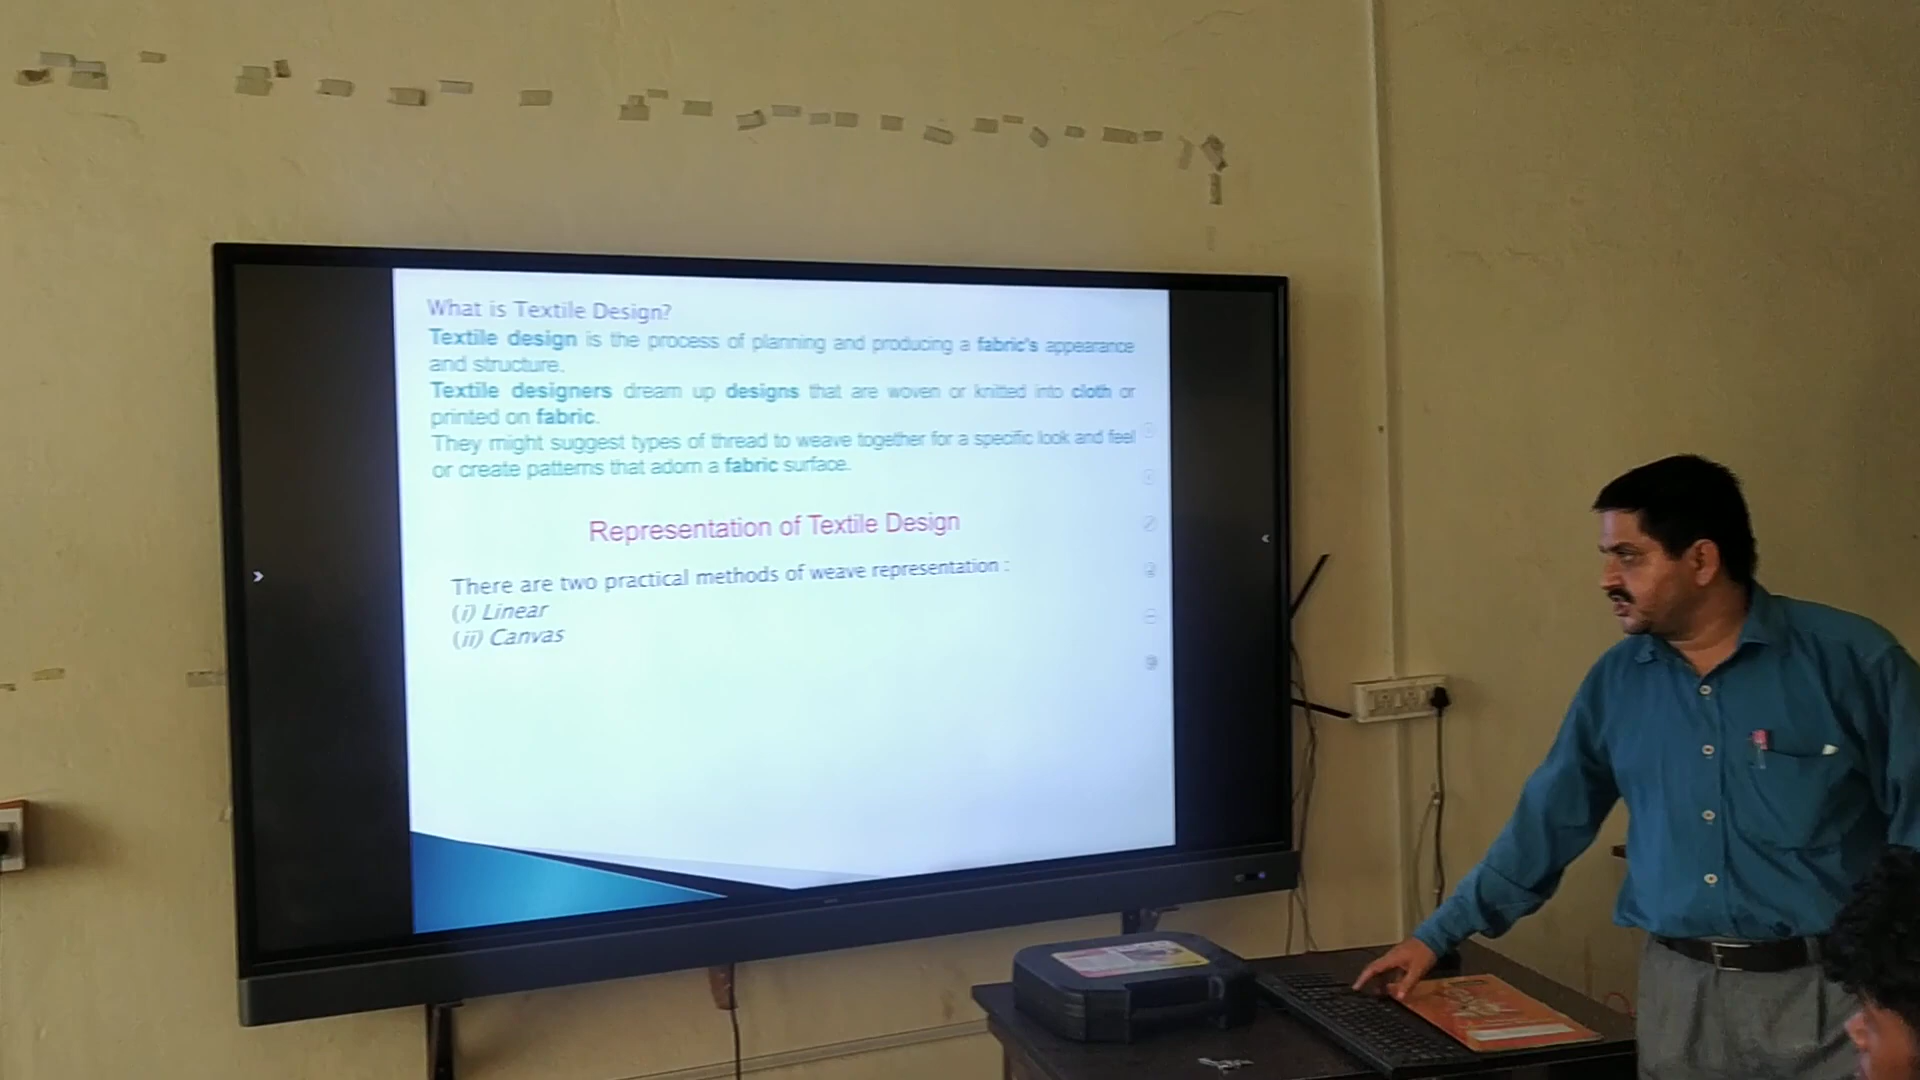 What is Textile Design?
Textile design is the process of planning and producing a fabric's appearance
and structure.
Textile designers dream up designs that are woven or knitted into cloth or
printed on fabric.
They might suggest types of thread to weave together for a specific look and feel
or create patterns that adorn a fabric surface.
Representation of Textile Design
There are two practical methods of weave representation :
(i) Linear
(ii) Canvas